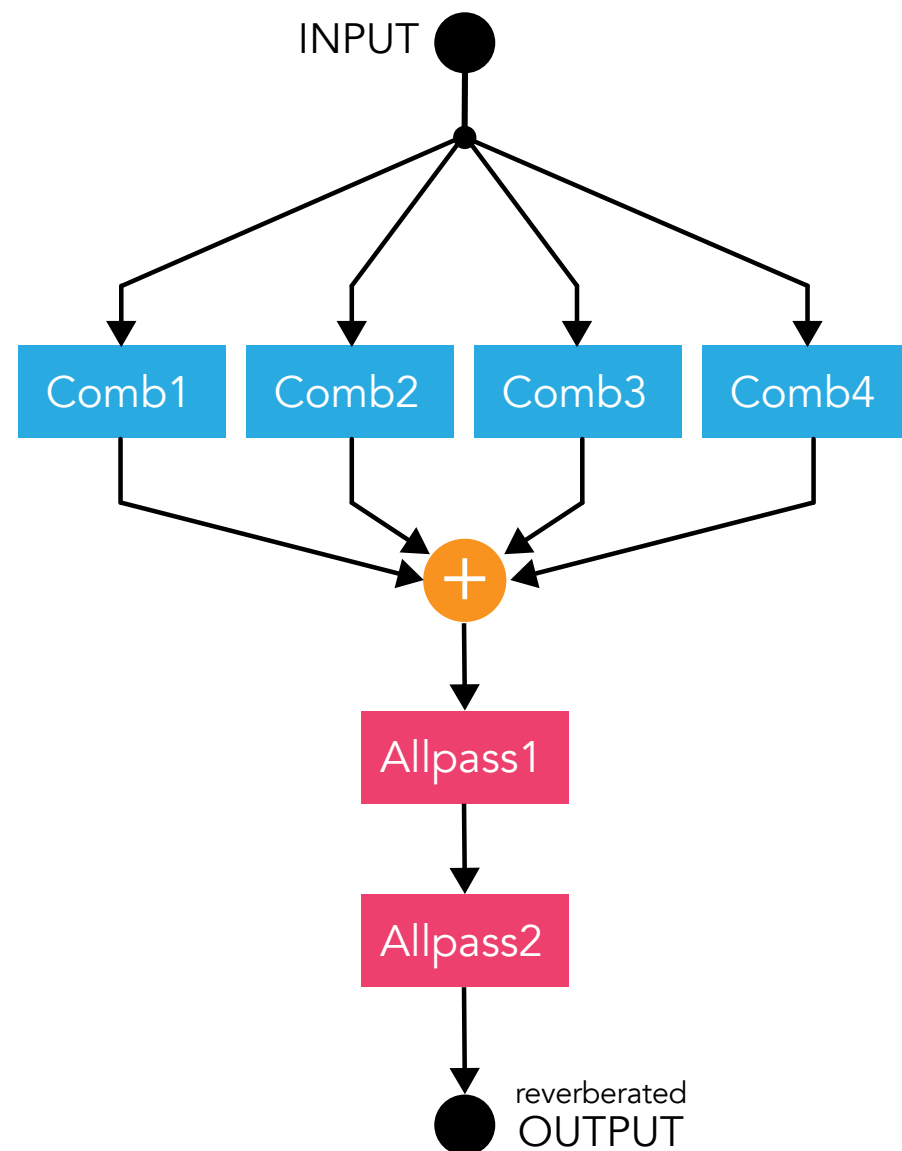 INPUT
Comb1
Comb2
Comb3
Comb4
+
Allpass1
Allpass2
reverberated
OUTPUT